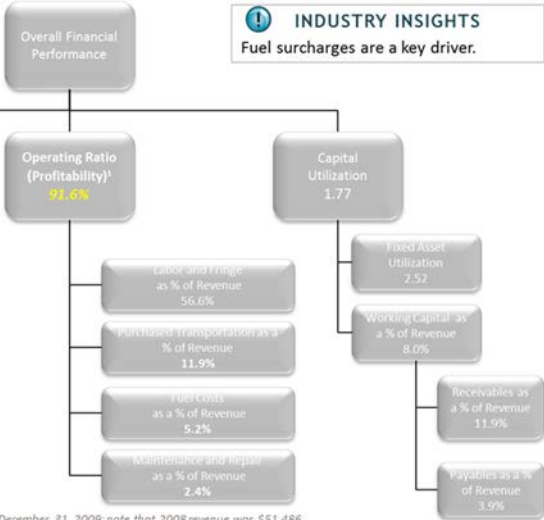 INDUSTRY INSIGHTS
Fuel surcharges are a key driver.
Overall Financial
Performance
Operating Ratio
(Profitability)¹
91.6%
Capital
Utilization
1.77
Labor and Fringe
as % of Revenue
56.6%
Purchased Transportation as a
% of Revenue
11.9%
Fuel Costs
as a % of Revenue
5.2%
Maintenance and Repair
as a % of Revenue
2.4%
Fixed Asset
Utilization
2.52
Working Capital as
a % of Revenue
8.0%
Receivables as
a % of Revenue
11.9%
Payables as a %
of Revenue
3.9%
December 31, 2009; note that 2008 revenue was $51,486